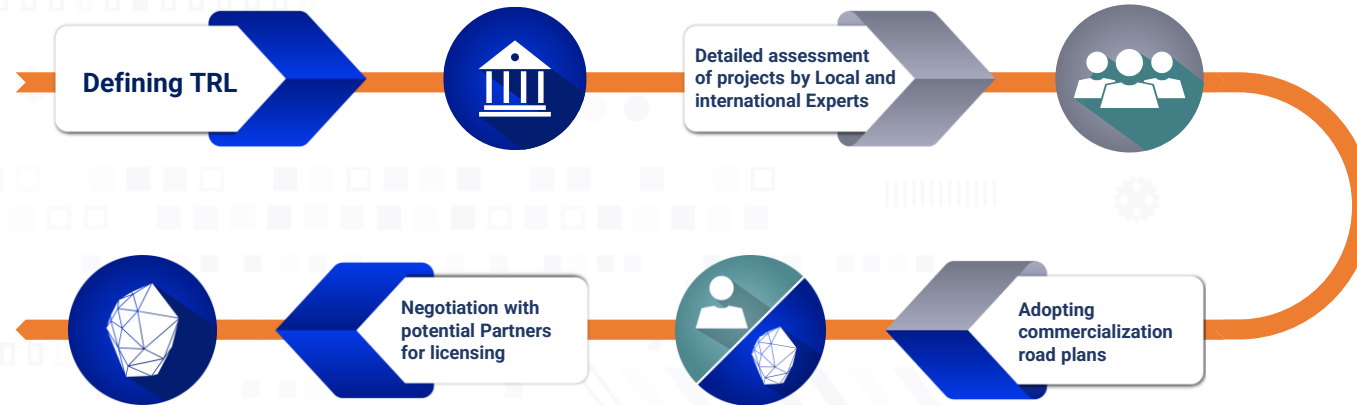 Defining TRL
Detailed assessment
of projects by Local and
international Experts
Adopting
commercialization
road plans
Negotiation with
potential Partners
for licensing